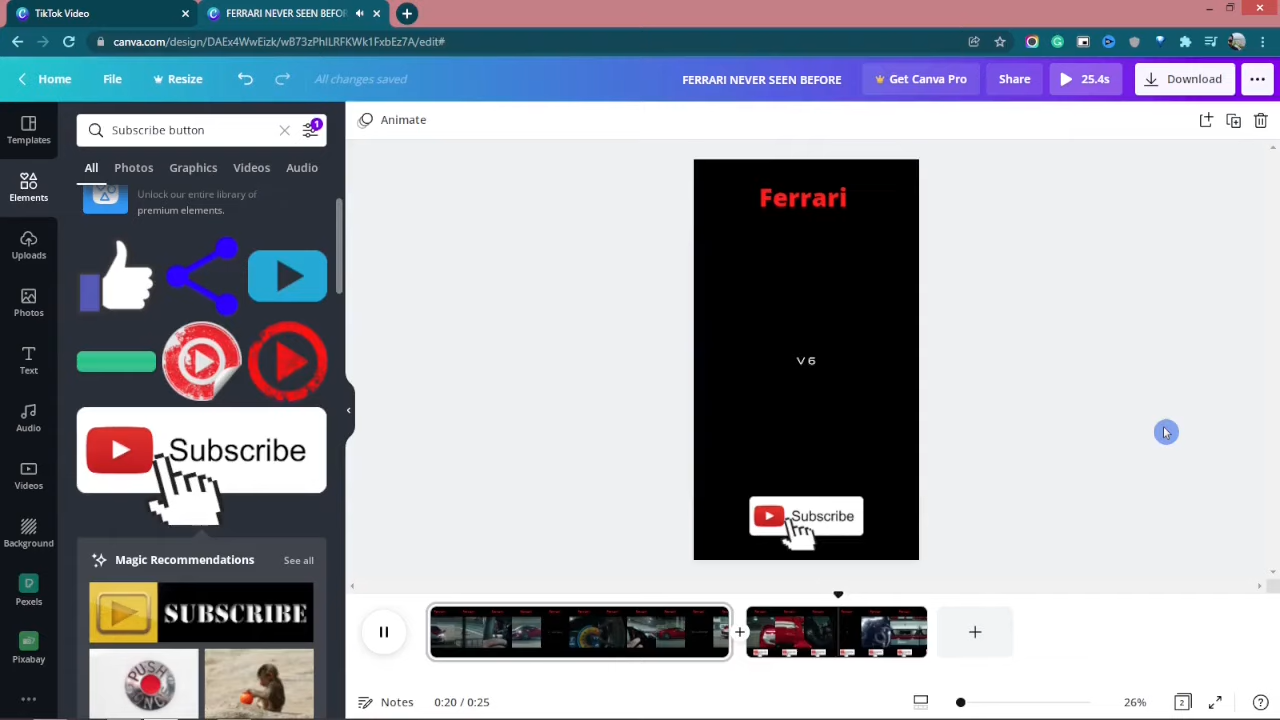 TikTok Video
FERRARI NEVER SEEN BEFOR
canva.com/design/DAEx4WwEizk/wB73zPhlLRFKWk1FxbEz7A/edit#
Home
File
Resize
All changes saved
FERRARI NEVER SEEN BEFORE
Get Canva Pro
Share
25.4s
Download
Templates
Elements
Uploads
Photos
Text
Audio
Videos
Background
Pexels
Pixabay
Subscribe button
1
All
Photos
Graphics
Videos
Audio
Unlock our entire library of
premium elements.
Subscribe
Magic Recommendations
See all
SUBSCRIBE
PUSH
Animate
Ferrari
V6
Subscribe
Notes
0:20 / 0:25
26%
2